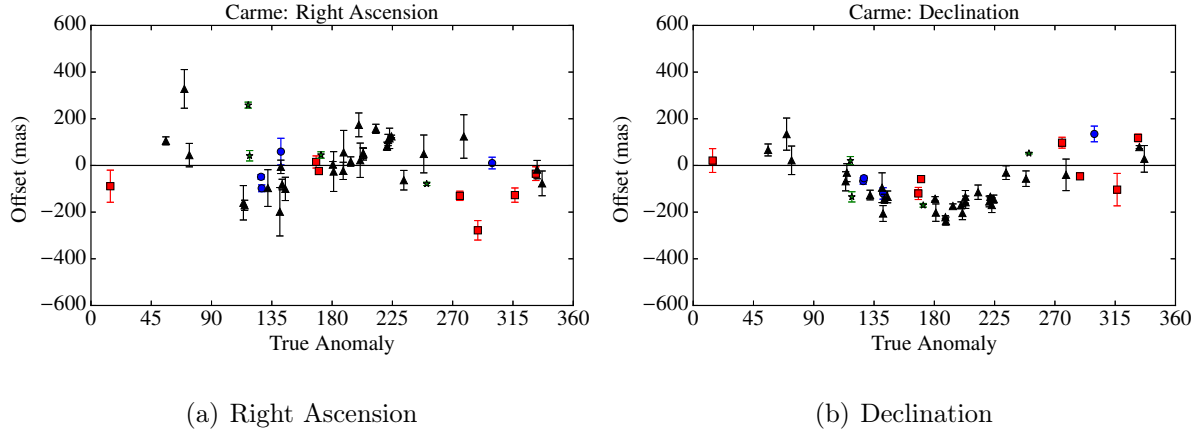 Carme: Right Ascension
600
400
200
0
−200
−400
−600
Offset (mas)
0 45 90 135 180 225 270 315 360
True Anomaly
(a) Right Ascension
Carme: Declination
600
400
200
0
−200
−400
−600
Offset (mas)
0 45 90 135 180 225 270 315 360
True Anomaly
(b) Declination